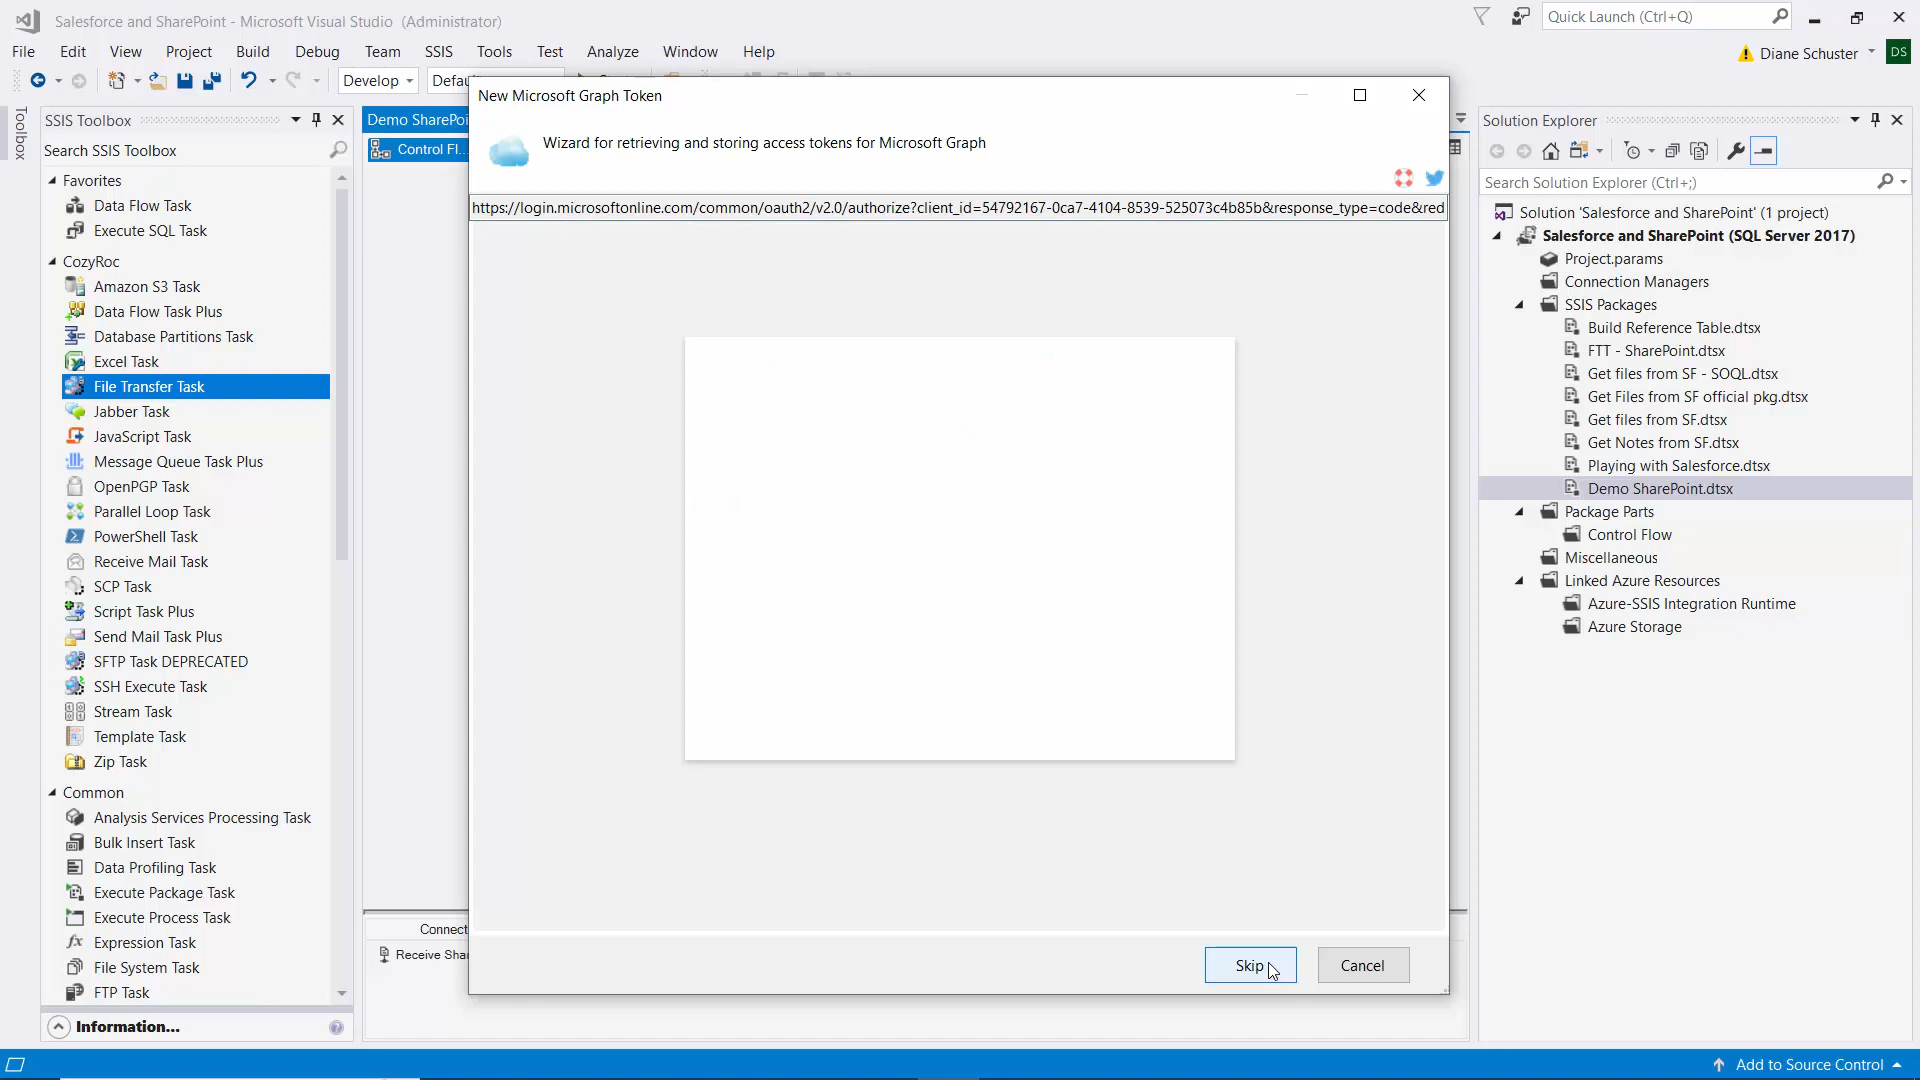 Salesforce and SharePoint - Microsoft Visual Studio (Administrator)
Quick Launch (Ctrl+Q)
File Edit View Project Build Debug Team SSIS Tools Test Analyze Window Help
Diane Schuster
DS
Develop
Toolbox
SSIS Toolbox
Search SSIS Toolbox
Favorites
Data Flow Task
Execute SQL Task
CozyRoc
Amazon S3 Task
Data Flow Task Plus
Database Partitions Task
Excel Task
File Transfer Task
Jabber Task
JavaScript Task
Message Queue Task Plus
OpenPGP Task
Parallel Loop Task
PowerShell Task
Receive Mail Task
SCP Task
Script Task Plus
Send Mail Task Plus
SFTP Task DEPRECATED
SSH Execute Task
Stream Task
Template Task
Zip Task
Common
Analysis Services Processing Task
Bulk Insert Task
Data Profiling Task
Execute Package Task
Execute Process Task
Expression Task
File System Task
FTP Task
Information...
Demo SharePoi
Control Fl...
Connect
Receive Sha
New Microsoft Graph Token
Wizard for retrieving and storing access tokens for Microsoft Graph
https://login.microsoftonline.com/common/oauth2/v2.0/authorize?client_id=54792167-0ca7-4104-8539-525073c4b85b&response_type=code&red
Skip
Cancel
Solution Explorer
Search Solution Explorer (Ctrl+;)
Solution 'Salesforce and SharePoint' (1 project)
Salesforce and SharePoint (SQL Server 2017)
Project.params
Connection Managers
SSIS Packages
Build Reference Table.dtsx
FTT - SharePoint.dtsx
Get files from SF - SOQL.dtsx
Get Files from SF official pkg.dtsx
Get files from SF.dtsx
Get Notes from SF.dtsx
Playing with Salesforce.dtsx
Demo SharePoint.dtsx
Package Parts
Control Flow
Miscellaneous
Linked Azure Resources
Azure-SSIS Integration Runtime
Azure Storage
Add to Source Control